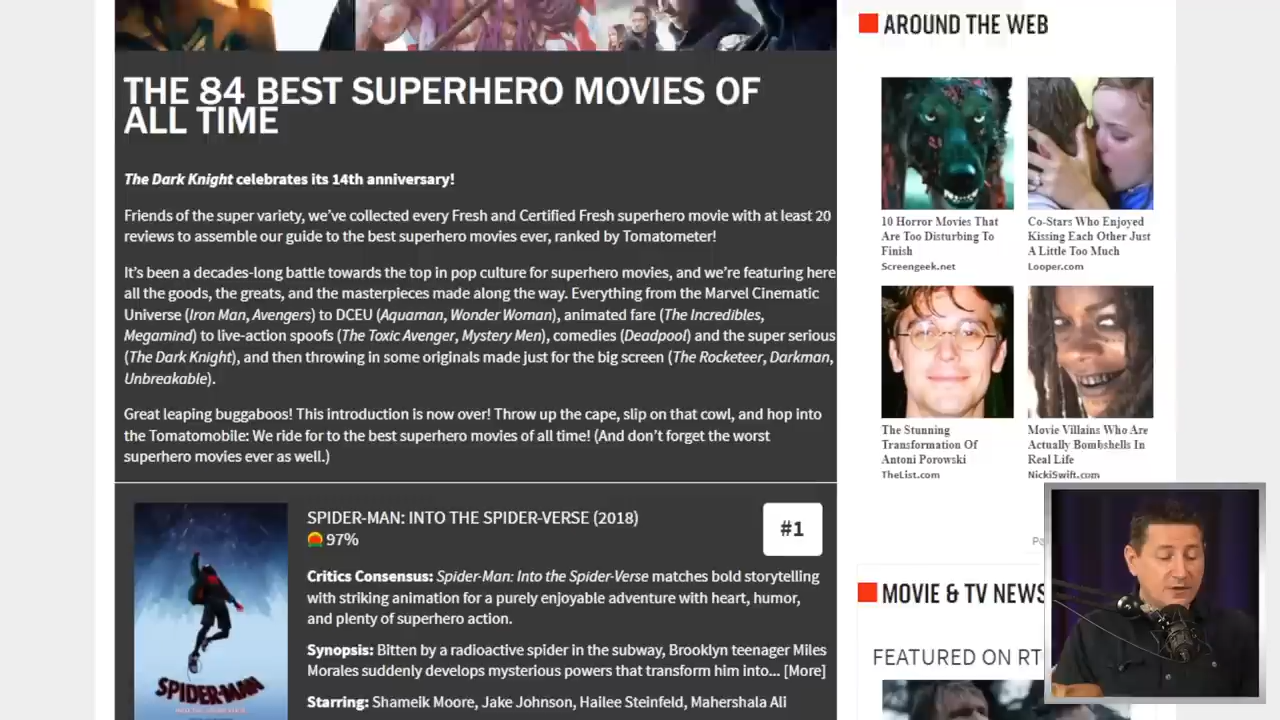 THE 84 BEST SUPERHERO MOVIES OF
ALL TIME
The Dark Knight celebrates its 14th anniversary!
Friends of the super variety, we've collected every Fresh and Certified Fresh superhero movie with at least 20
reviews to assemble our guide to the best superhero movies ever, ranked by Tomatometer!
It's been a decades-long battle towards the top in pop culture for superhero movies, and we're featuring here
all the goods, the greats, and the masterpieces made along the way. Everything from the Marvel Cinematic
Universe (Iron Man, Avengers) to DCEU (Aquaman, Wonder Woman), animated fare (The Incredibles,
Megamind) to live-action spoofs (The Toxic Avenger, Mystery Men), comedies (Deadpool) and the super serious
(The Dark Knight), and then throwing in some originals made just for the big screen (The Rocketeer, Darkman,
Unbreakable).
Great leaping buggaboos! This introduction is now over! Throw up the cape, slip on that cowl, and hop into
the Tomatomobile: We ride for to the best superhero movies of all time! (And don't forget the worst
superhero movies ever as well.)
SPIDER-MAN: INTO THE SPIDER-VERSE (2018)
97%
#1
Critics Consensus: Spider-Man: Into the Spider-Verse matches bold storytelling
with striking animation for a purely enjoyable adventure with heart, humor,
and plenty of superhero action.
Synopsis: Bitten by a radioactive spider in the subway, Brooklyn teenager Miles
Morales suddenly develops mysterious powers that transform him into... [More]
Starring: Shameik Moore, Jake Johnson, Hailee Steinfeld, Mahershala Ali
SPIDER-MAN
AROUND THE WEB
10 Horror Movies That
Are Too Disturbing To
Finish
Screengeek.net
Co-Stars Who Enjoyed
Kissing Each Other Just
A Little Too Much
Looper.com
The Stunning
Transformation Of
Antoni Porowski
TheList.com
Movie Villains Who Are
Actually Bombshells In
Real Life
NickiSwift.com
MOVIE & TV NEWS
FEATURED ON RT